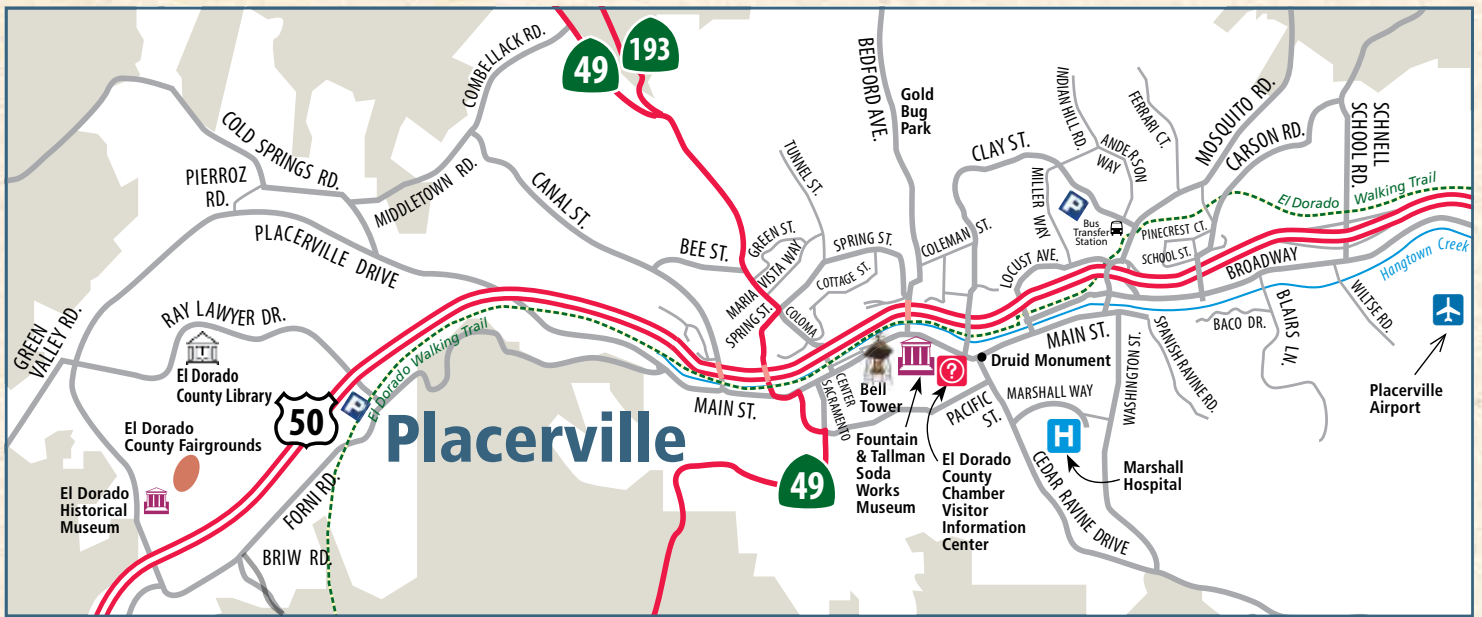 COMBELLACK RD.
49
193
COLD SPRINGS RD.
PIERROZ
RD.
MIDDLETOWN RD.
CANAL ST.
PLACERVILLE DRIVE
BEE ST.
TUNNEL ST.
GREEN ST.
MARIA
VISTA WAY
SPRING ST.
SPRING ST.
COTTAGE ST.
COLOMA
COLEMAN ST.
BEDFORD AVE.
Gold
Bug
Park
CLAY ST.
INDIAN HILL RD.
FERRARI CT.
ANDERSON
WAY
MILLER WAY
MOSQUITO RD.
CARSON RD.
SCHNELL
SCHOOL RD.
P
Bus
Transfer
Station
El Dorado Walking Trail
PINECREST CT.
SCHOOL ST.
LOCUST AVE.
BROADWAY
Hangtown Creek
WILTSE RD.
BLAIRS LN.
BACO DR.
SPANISH RAVINE RD.
WASHINGTON ST.
MAIN ST.
Druid Monument
MARSHALL WAY
PACIFIC
ST.
H
Marshall
Hospital
CEDAR RAVINE DRIVE
Placerville
Airport
GREEN
VALLEY RD.
RAY LAWYER DR.
El Dorado
County Library
El Dorado
County Fairgrounds
El Dorado
Historical
Museum
50
P
El Dorado Walking Trail
FORNI RD.
BRIW RD.
Placerville
MAIN ST.
CENTER
SACRAMENTO
49
Bell
Tower
Fountain
& Tallman
Soda
Works
Museum
?
El Dorado
County
Chamber
Visitor
Information
Center